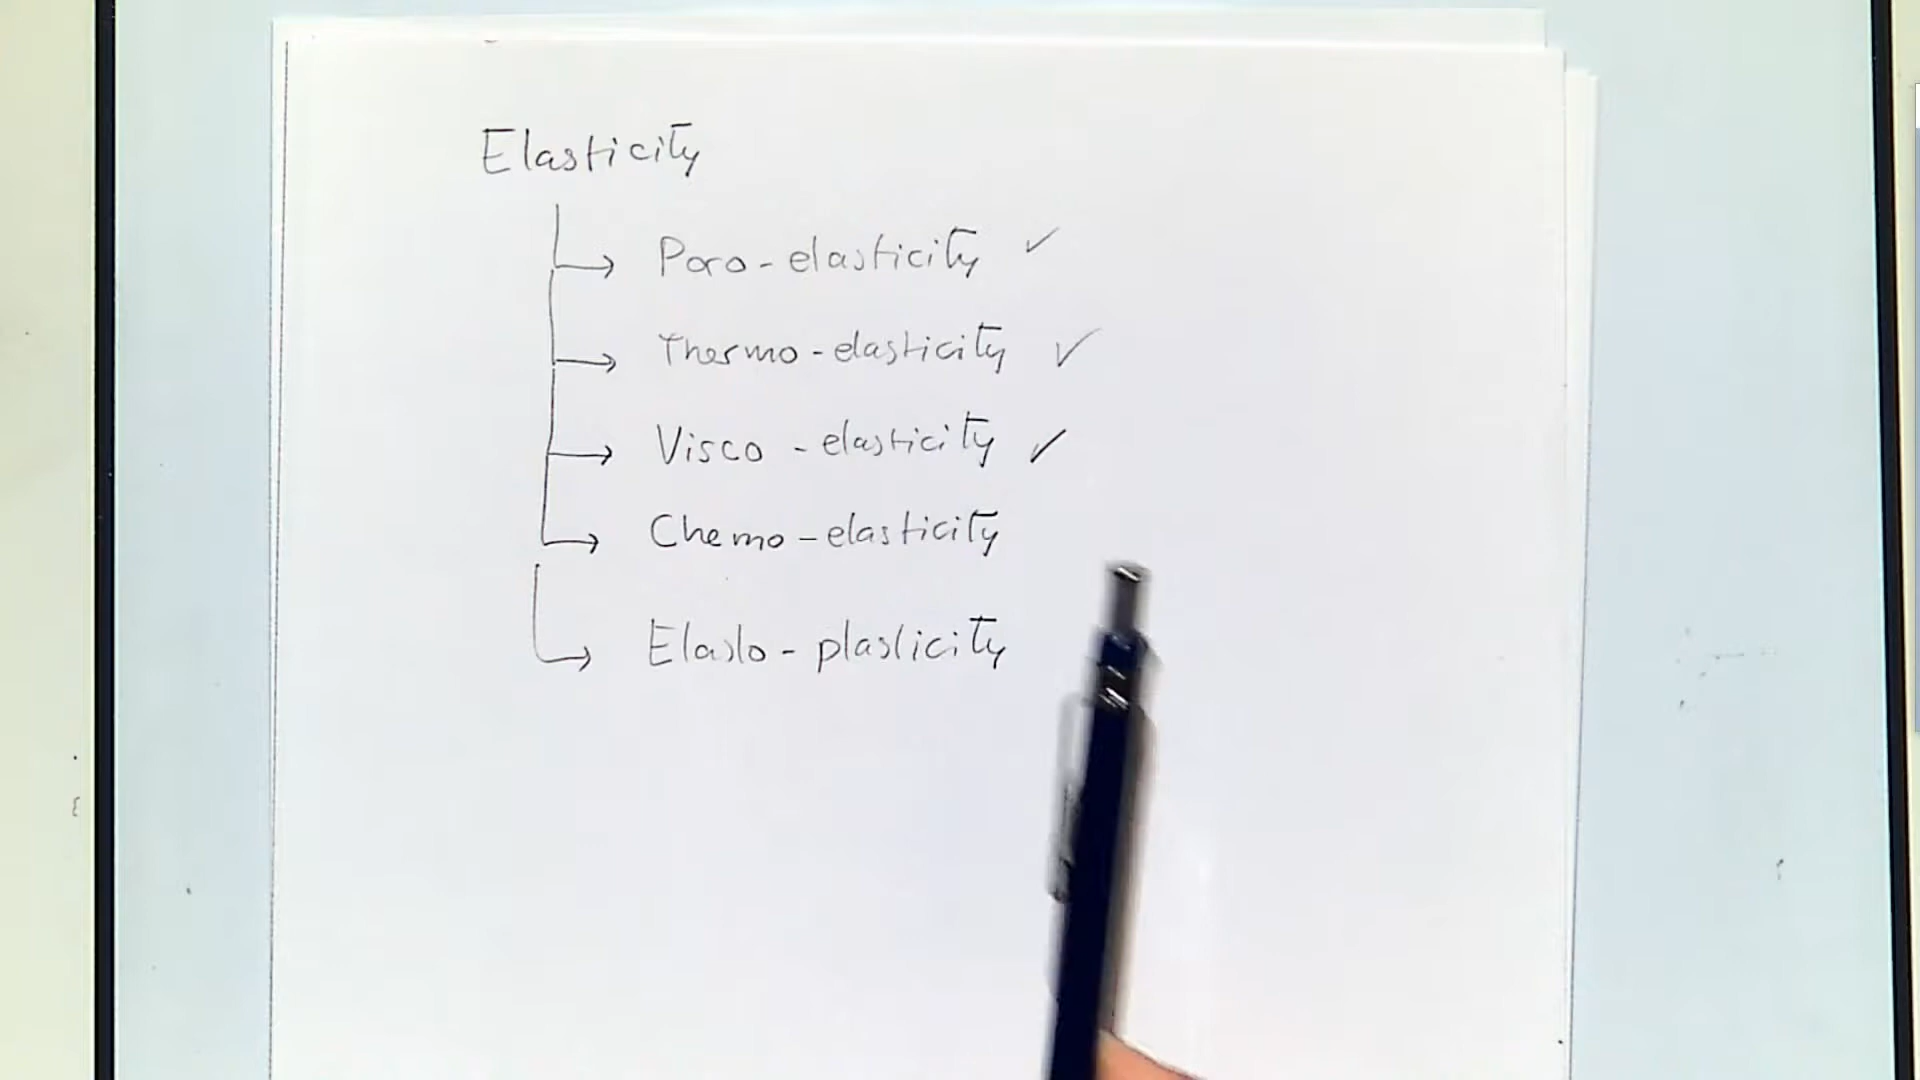 Elasticity
Poro-elasticity ✓
Thermo-elasticity ✓
Visco-elasticity ✓
Chemo-elasticity
Elasto-plasticity